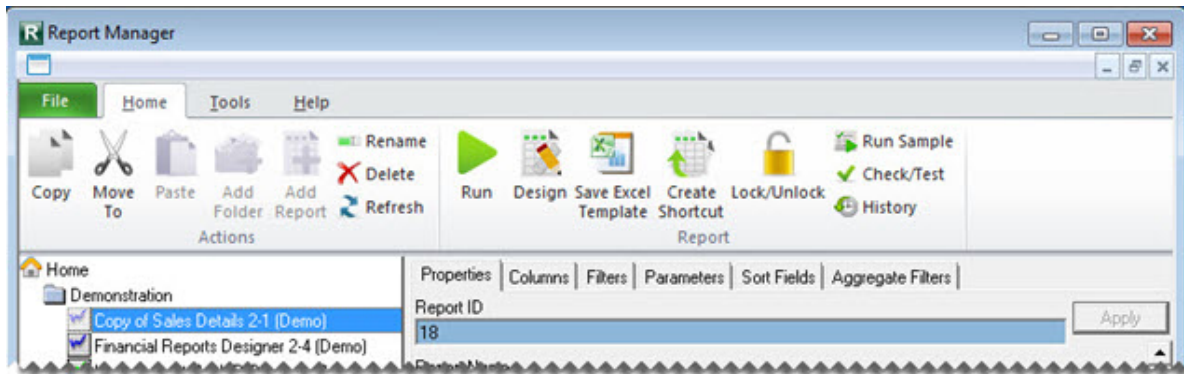 R Report Manager
File Home Tools Help
Copy
Move To
Paste
Add Folder
Add Report
Rename
Delete
Refresh
Actions
Run
Design
Save Excel Template
Create Shortcut
Lock/Unlock
Run Sample
Check/Test
History
Report
Home
Demonstration
Copy of Sales Details 2-1 (Demo)
Financial Reports Designer 2-4 (Demo)
Properties Columns Filters Parameters Sort Fields Aggregate Filters
Report ID
18
Apply